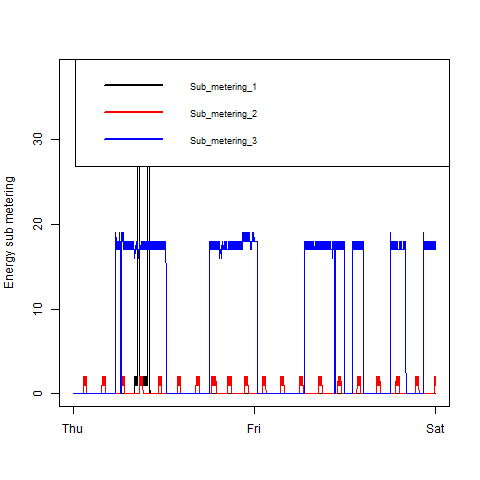 Sub_metering_1
Sub_metering_2
Sub_metering_3
Energy sub metering
30
20
10
0
Thu Fri Sat